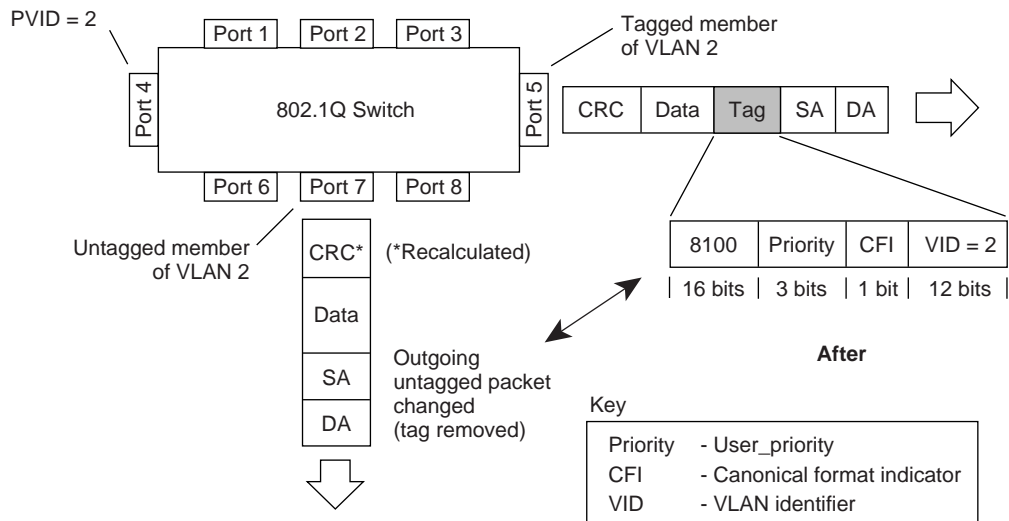 PVID = 2
Port 1
Port 2
Port 3
Tagged member
of VLAN 2
Port 4
802.1Q Switch
Port 5
CRC
Data
Tag
SA
DA
Port 6
Port 7
Port 8
Untagged member
of VLAN 2
CRC*
(*Recalculated)
Data
SA
DA
8100
Priority
CFI
VID = 2
16 bits
3 bits
1 bit
12 bits
After
Outgoing
untagged packet
changed
(tag removed)
Key
Priority - User_priority
CFI - Canonical format indicator
VID - VLAN identifier